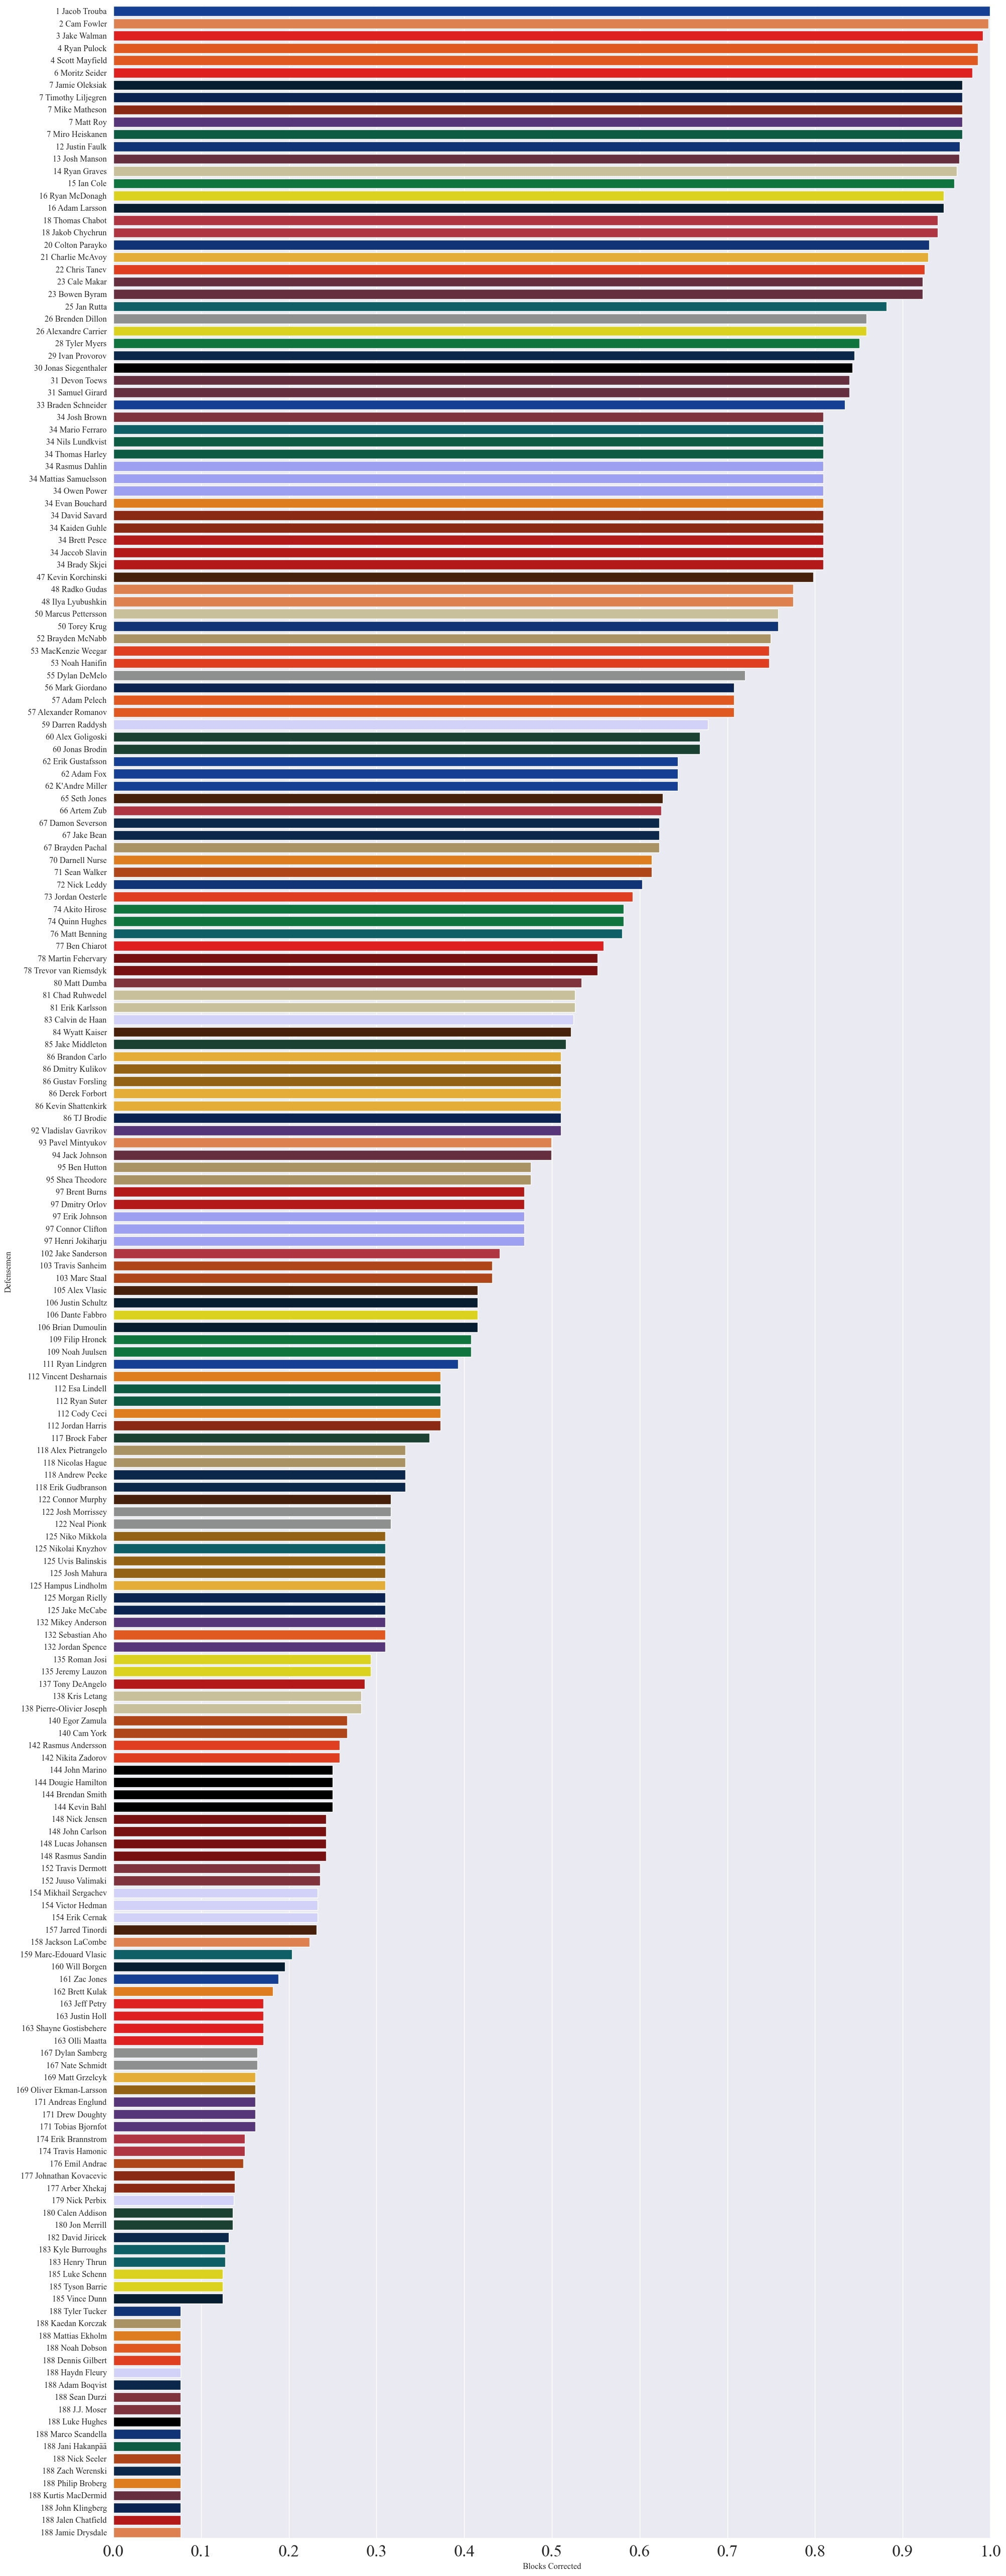 1 Jacob Trouba
2 Cam Fowler
3 Jake Walman
4 Ryan Pulock
4 Scott Mayfield
6 Moritz Seider
7 Jamie Oleksiak
7 Timothy Liljegren
7 Mike Matheson
7 Matt Roy
7 Miro Heiskanen
12 Justin Faulk
13 Josh Manson
14 Ryan Graves
15 Ian Cole
16 Ryan McDonagh
16 Adam Larsson
18 Thomas Chabot
18 Jakob Chychrun
20 Colton Parayko
21 Charlie McAvoy
22 Chris Tanev
23 Cale Makar
23 Bowen Byram
25 Jan Rutta
26 Brenden Dillon
26 Alexandre Carrier
28 Tyler Myers
29 Ivan Provorov
30 Jonas Siegenthaler
31 Devon Toews
31 Samuel Girard
33 Braden Schneider
34 Josh Brown
34 Mario Ferraro
34 Nils Lundkvist
34 Thomas Harley
34 Rasmus Dahlin
34 Mattias Samuelsson
34 Owen Power
34 Evan Bouchard
34 David Savard
34 Kaiden Guhle
34 Brett Pesce
34 Jaccob Slavin
34 Brady Skjei
47 Kevin Korchinski
48 Radko Gudas
48 Ilya Lyubushkin
50 Marcus Pettersson
50 Torey Krug
52 Brayden McNabb
53 MacKenzie Weegar
53 Noah Hanifin
55 Dylan DeMelo
56 Mark Giordano
57 Adam Pelech
57 Alexander Romanov
59 Darren Raddysh
60 Alex Goligoski
60 Jonas Brodin
62 Erik Gustafsson
62 Adam Fox
62 K'Andre Miller
65 Seth Jones
66 Artem Zub
67 Damon Severson
67 Jake Bean
67 Brayden Pachal
70 Darnell Nurse
71 Sean Walker
72 Nick Leddy
73 Jordan Oesterle
74 Akito Hirose
74 Quinn Hughes
76 Matt Benning
77 Ben Chiarot
78 Martin Fehervary
78 Trevor van Riemsdyk
80 Matt Dumba
81 Chad Ruhwedel
81 Erik Karlsson
83 Calvin de Haan
84 Wyatt Kaiser
85 Jake Middleton
86 Brandon Carlo
86 Dmitry Kulikov
86 Gustav Forsling
86 Derek Forbort
86 Kevin Shattenkirk
86 TJ Brodie
92 Vladislav Gavrikov
93 Pavel Mintyukov
94 Jack Johnson
95 Ben Hutton
95 Shea Theodore
97 Brent Burns
97 Dmitry Orlov
97 Erik Johnson
97 Connor Clifton
97 Henri Jokiharju
102 Jake Sanderson
103 Travis Sanheim
103 Marc Staal
105 Alex Vlasic
106 Justin Schultz
106 Dante Fabbro
106 Brian Dumoulin
109 Filip Hronek
109 Noah Juulsen
111 Ryan Lindgren
112 Vincent Desharnais
112 Esa Lindell
112 Ryan Suter
112 Cody Ceci
112 Jordan Harris
117 Brock Faber
118 Alex Pietrangelo
118 Nicolas Hague
118 Andrew Peeke
118 Erik Gudbranson
122 Connor Murphy
122 Josh Morrissey
122 Neal Pionk
125 Niko Mikkola
125 Nikolai Knyzhov
125 Uvis Balinskis
125 Josh Mahura
125 Hampus Lindholm
125 Morgan Rielly
125 Jake McCabe
132 Mikey Anderson
132 Sebastian Aho
132 Jordan Spence
135 Roman Josi
135 Jeremy Lauzon
137 Tony DeAngelo
138 Kris Letang
138 Pierre-Olivier Joseph
140 Egor Zamula
140 Cam York
142 Rasmus Andersson
142 Nikita Zadorov
144 John Marino
144 Dougie Hamilton
144 Brendan Smith
144 Kevin Bahl
148 Nick Jensen
148 John Carlson
148 Lucas Johansen
148 Rasmus Sandin
152 Travis Dermott
152 Juuso Valimaki
154 Mikhail Sergachev
154 Victor Hedman
154 Erik Cernak
157 Jarred Tinordi
158 Jackson LaCombe
159 Marc-Edouard Vlasic
160 Will Borgen
161 Zac Jones
162 Brett Kulak
163 Jeff Petry
163 Justin Holl
163 Shayne Gostisbehere
163 Olli Maatta
167 Dylan Samberg
167 Nate Schmidt
169 Matt Grzelcyk
169 Oliver Ekman-Larsson
171 Andreas Englund
171 Drew Doughty
171 Tobias Bjornfot
174 Erik Brannstrom
174 Travis Hamonic
176 Emil Andrae
177 Johnathan Kovacevic
177 Arber Xhekaj
179 Nick Perbix
180 Calen Addison
180 Jon Merrill
182 David Jiricek
183 Kyle Burroughs
183 Henry Thrun
185 Luke Schenn
185 Tyson Barrie
185 Vince Dunn
188 Tyler Tucker
188 Kaedan Korczak
188 Mattias Ekholm
188 Noah Dobson
188 Dennis Gilbert
188 Haydn Fleury
188 Adam Boqvist
188 Sean Durzi
188 J.J. Moser
188 Luke Hughes
188 Marco Scandella
188 Jani Hakanpää
188 Nick Seeler
188 Zach Werenski
188 Philip Broberg
188 Kurtis MacDermid
188 John Klingberg
188 Jalen Chatfield
188 Jamie Drysdale
Defensemen
0.0 0.1 0.2 0.3 0.4 0.5 0.6 0.7 0.8 0.9 1.0
Blocks Corrected